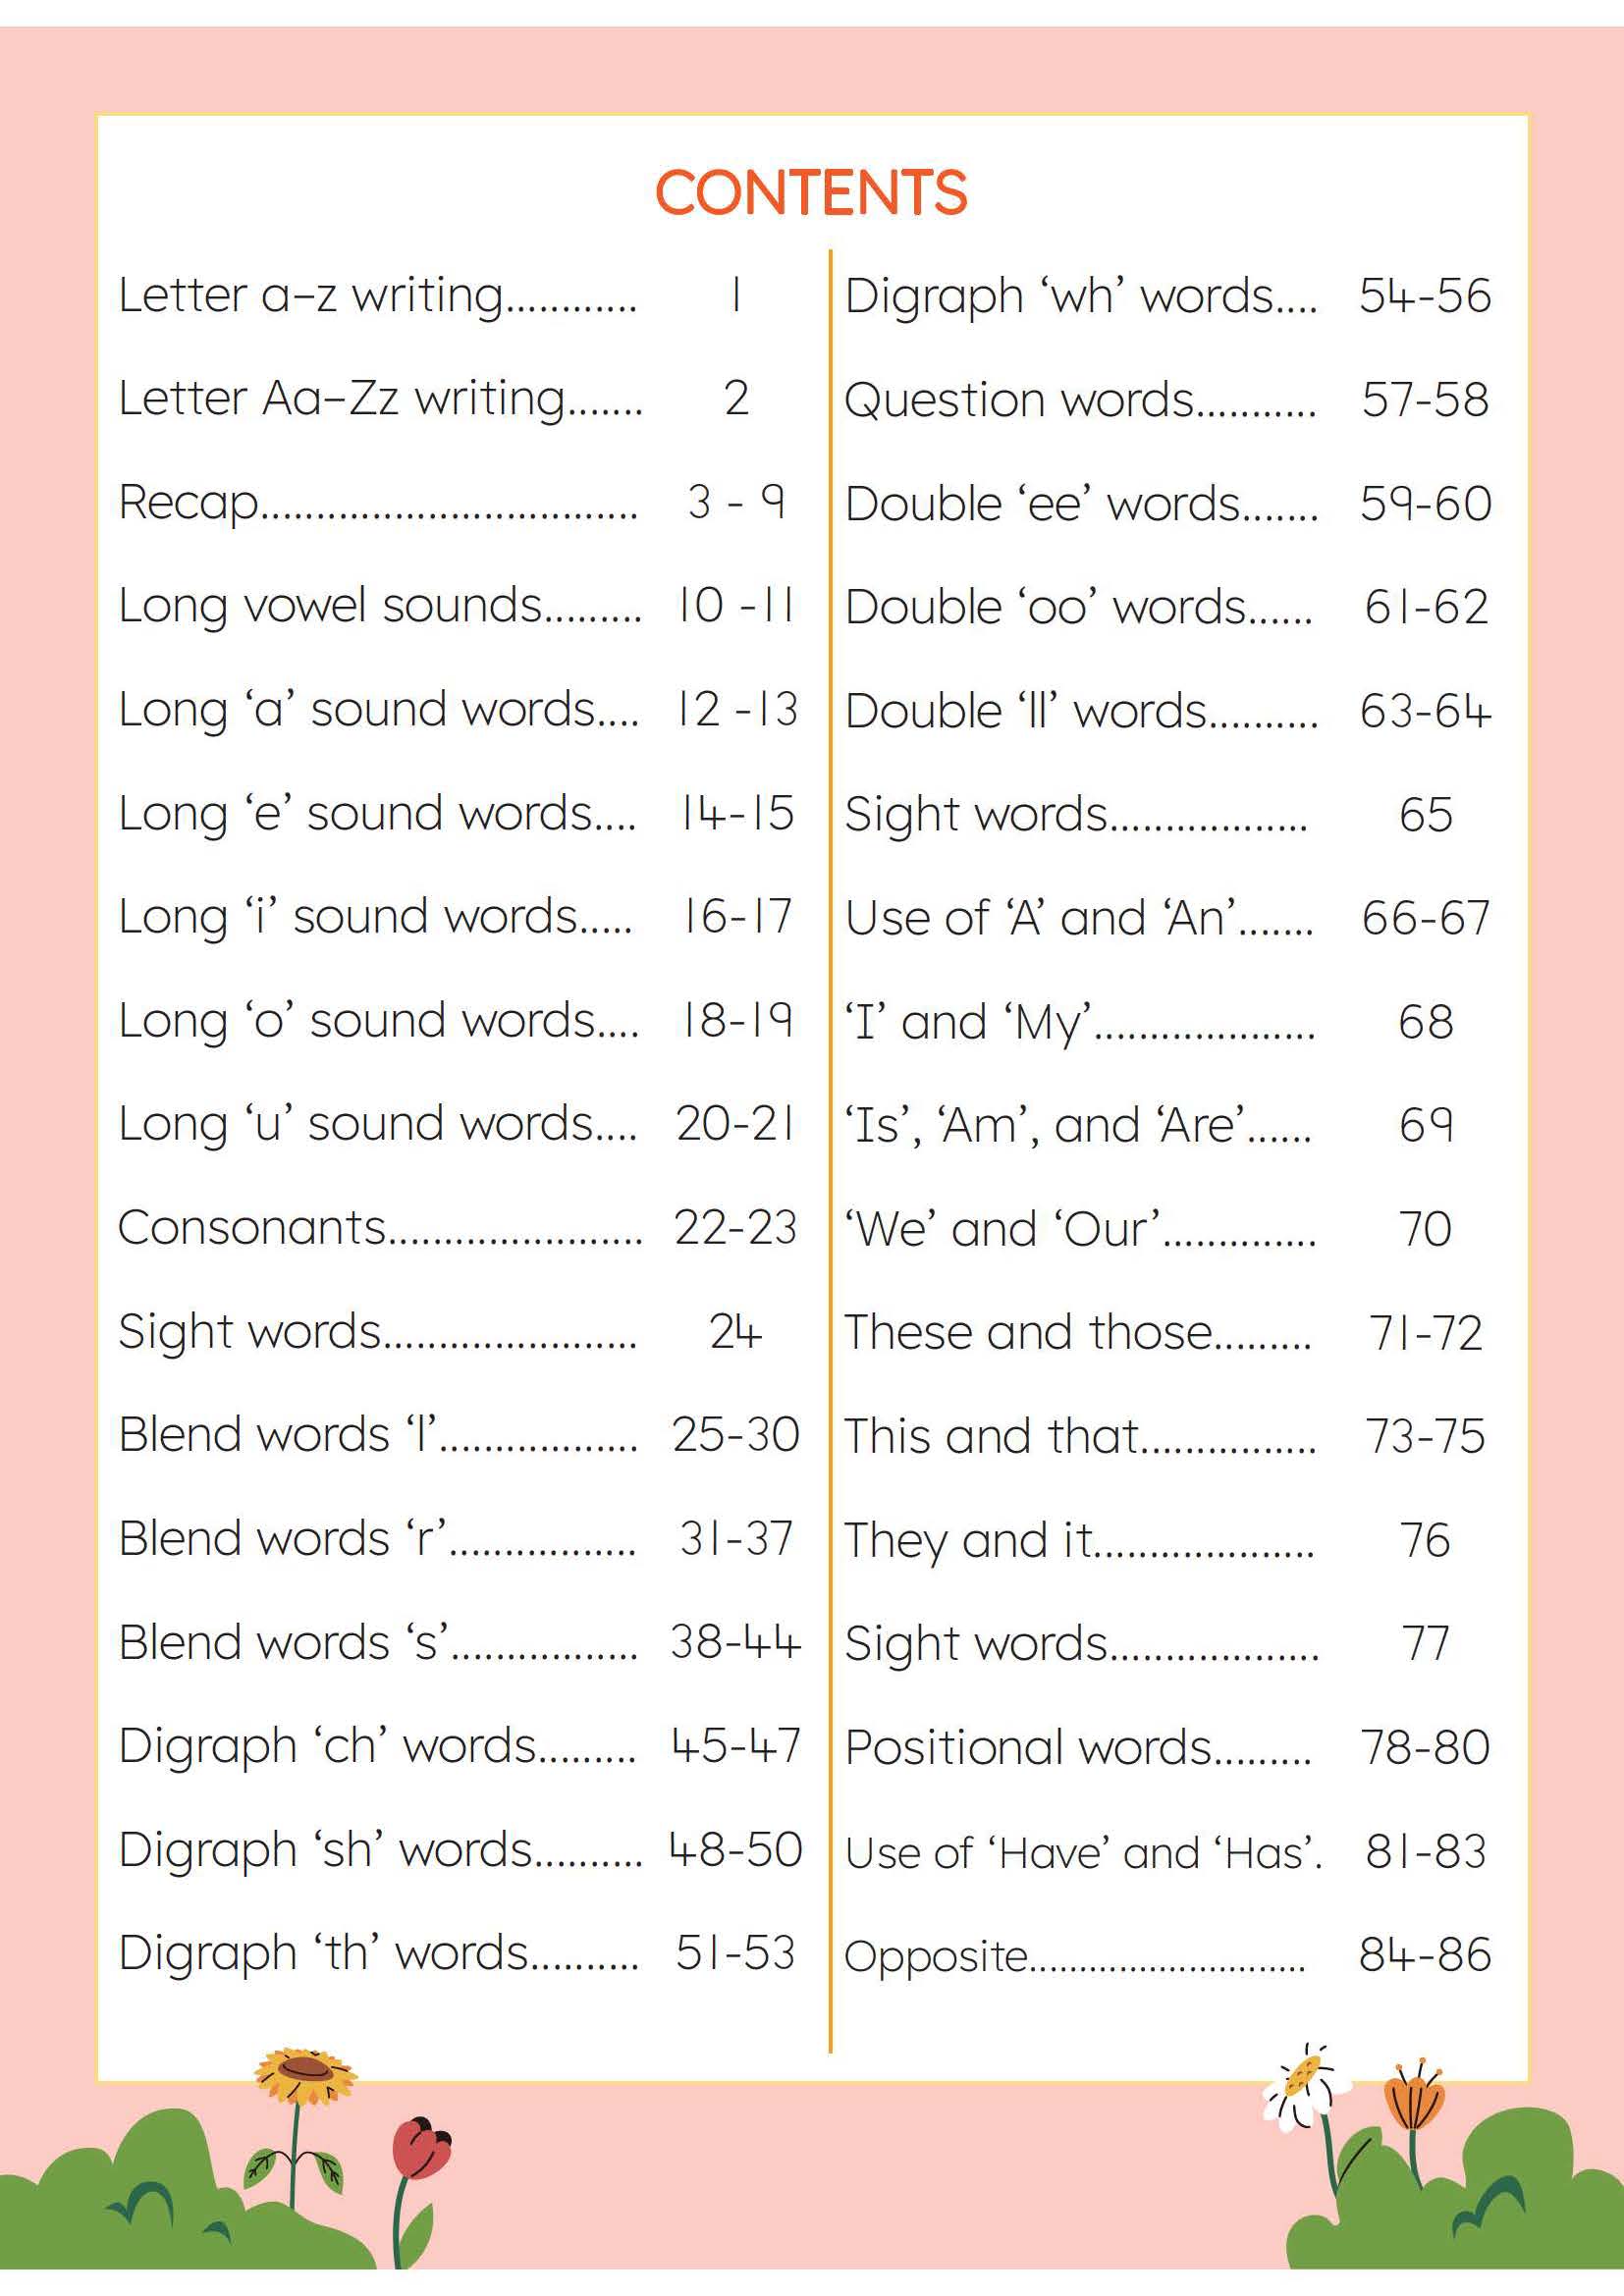 CONTENTS
Letter a–z writing............ 1
Letter Aa–Zz writing....... 2
Recap.................................. 3 - 9
Long vowel sounds......... 10 -11
Long ‘a’ sound words.... 12 -13
Long ‘e’ sound words.... 14-15
Long ‘i’ sound words..... 16-17
Long ‘o’ sound words.... 18-19
Long ‘u’ sound words.... 20-21
Consonants....................... 22-23
Sight words....................... 24
Blend words ‘l’.................. 25-30
Blend words ‘r’................. 31-37
Blend words ‘s’................. 38-44
Digraph ‘ch’ words......... 45-47
Digraph ‘sh’ words.......... 48-50
Digraph ‘th’ words.......... 51-53
Digraph ‘wh’ words.... 54-56
Question words........... 57-58
Double ‘ee’ words....... 59-60
Double ‘oo’ words...... 61-62
Double ‘ll’ words.......... 63-64
Sight words.................. 65
Use of ‘A’ and ‘An’....... 66-67
‘I’ and ‘My’.................... 68
‘Is’, ‘Am’, and ‘Are’...... 69
‘We’ and ‘Our’.............. 70
These and those......... 71-72
This and that................ 73-75
They and it.................... 76
Sight words................... 77
Positional words......... 78-80
Use of ‘Have’ and ‘Has’. 81-83
Opposite............................ 84-86